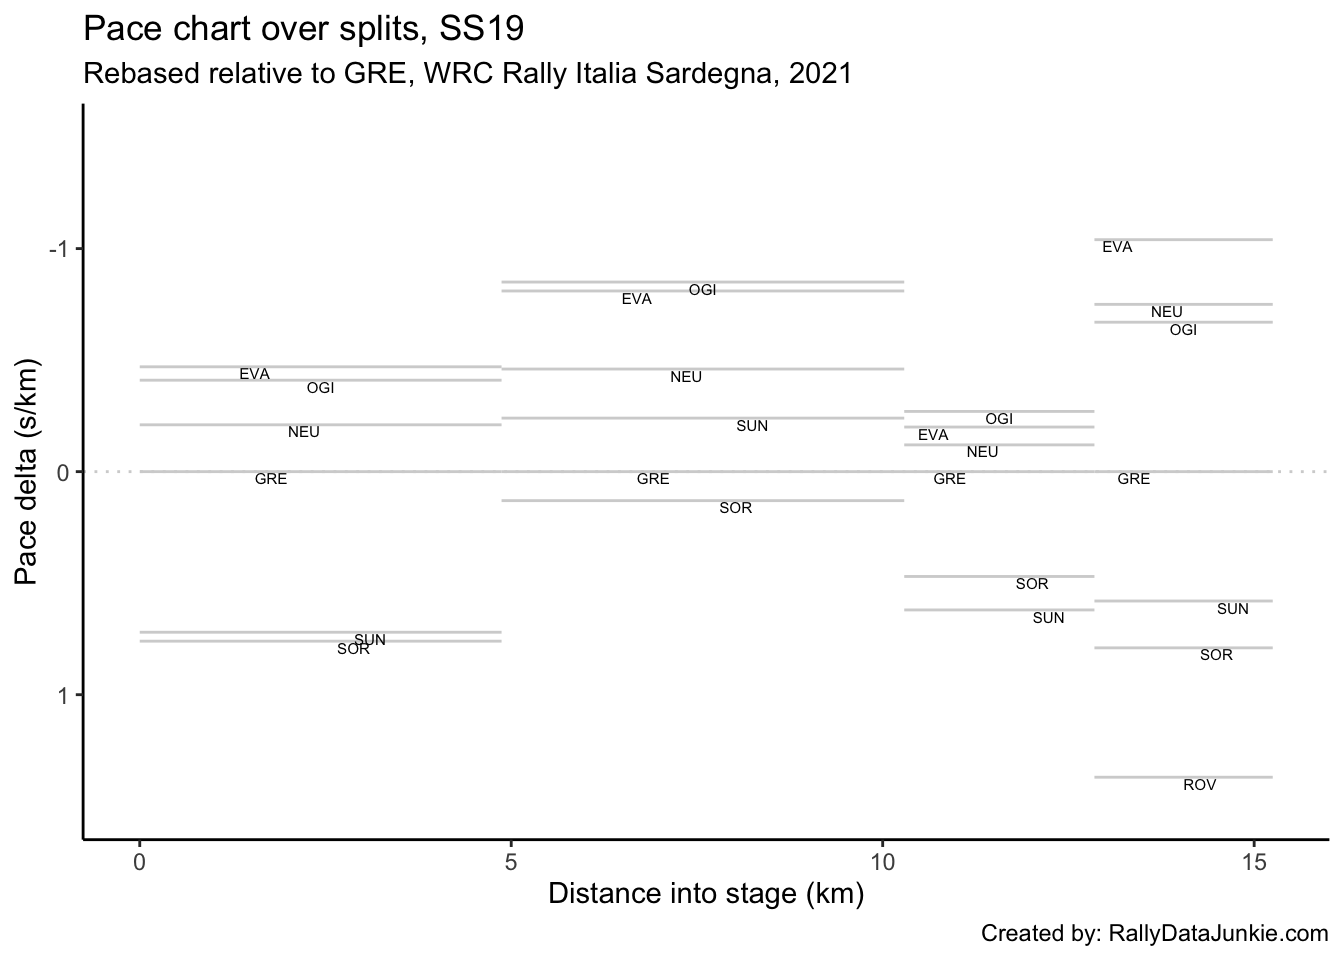 Pace chart over splits, SS19
Rebased relative to GRE, WRC Rally Italia Sardegna, 2021
Pace delta (s/km)
-1
0
1
EVA
OGI
NEU
GRE
SUN
SOR
OGI
EVA
NEU
SUN
GRE
SOR
OGI
EVA
NEU
GRE
SOR
SUN
EVA
NEU
OGI
GRE
SUN
SOR
ROV
0 5 10 15
Distance into stage (km)
Created by: RallyDataJunkie.com